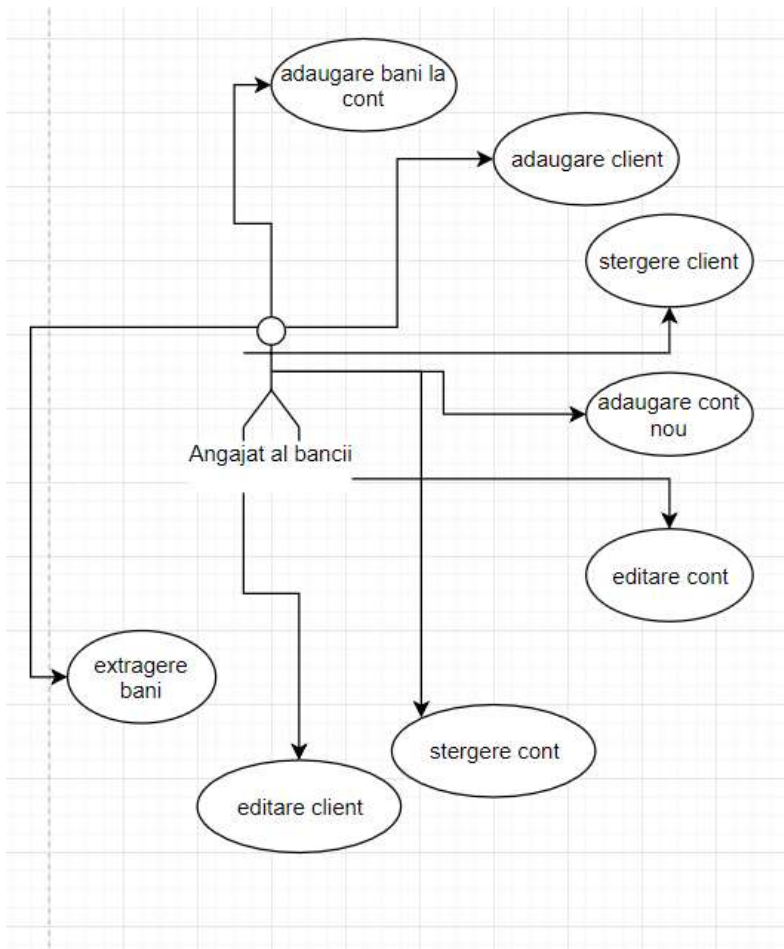 adaugare bani la
cont
adaugare client
stergere client
adaugare cont
nou
Angajat al bancii
editare cont
extragere
bani
stergere cont
editare client